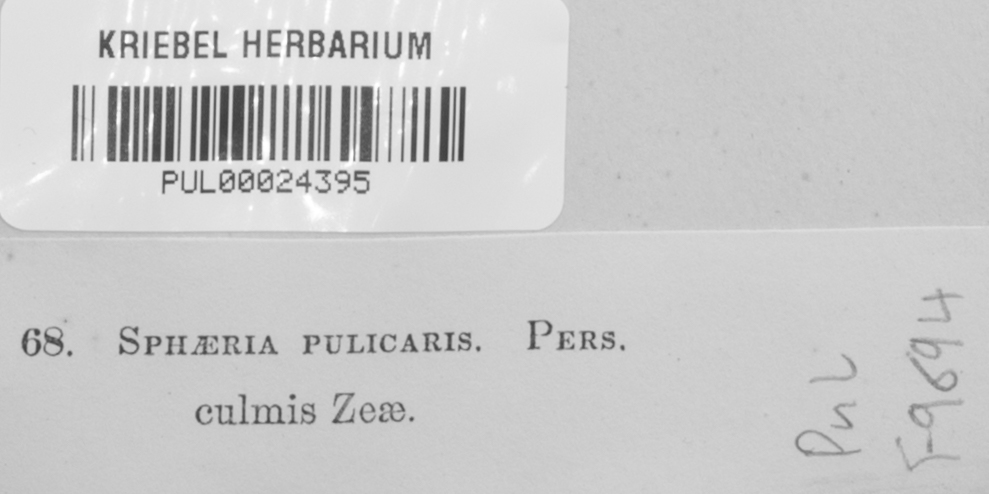 KRIEBEL HERBARIUM
PUL00024395
68. SPHÆRIA PULICARIS. PERS.
culmis Zeæ.
PuL
F9694